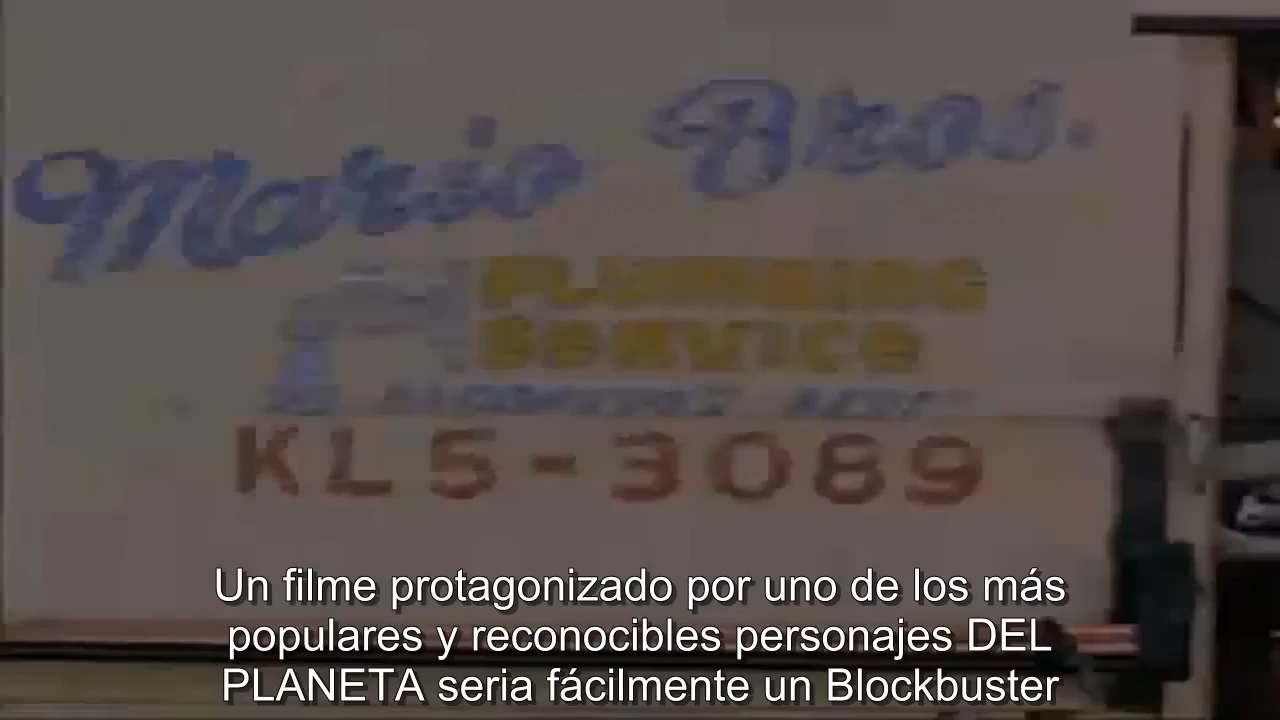 Mario Bros.
PLUMBING
SERVICE
KL5-3089
Un filme protagonizado por uno de los más
populares y reconocibles personajes DEL
PLANETA seria fácilmente un Blockbuster